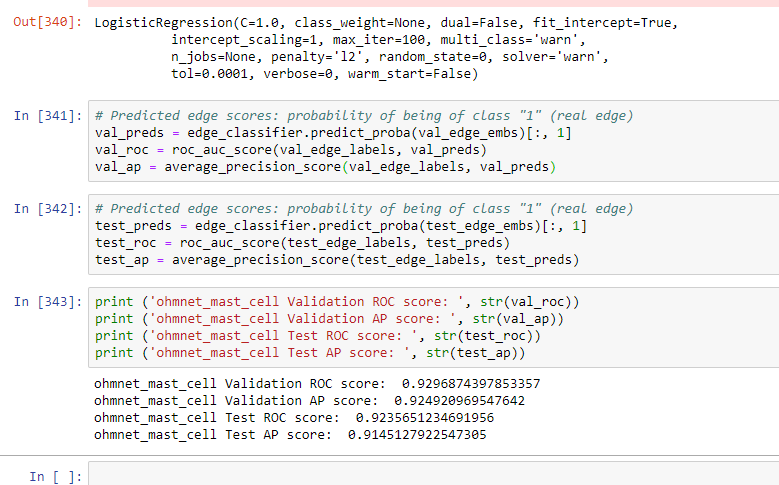 Out[340]: LogisticRegression(C=1.0, class_weight=None, dual=False, fit_intercept=True,
intercept_scaling=1, max_iter=100, multi_class='warn',
n_jobs=None, penalty='l2', random_state=0, solver='warn',
tol=0.0001, verbose=0, warm_start=False)
In [341]: # Predicted edge scores: probability of being of class "1" (real edge)
val_preds = edge_classifier.predict_proba(val_edge_embs)[:, 1]
val_roc = roc_auc_score(val_edge_labels, val_preds)
val_ap = average_precision_score(val_edge_labels, val_preds)
In [342]: # Predicted edge scores: probability of being of class "1" (real edge)
test_preds = edge_classifier.predict_proba(test_edge_embs)[:, 1]
test_roc = roc_auc_score(test_edge_labels, test_preds)
test_ap = average_precision_score(test_edge_labels, test_preds)
In [343]: print ('ohmnet_mast_cell Validation ROC score: ', str(val_roc))
print ('ohmnet_mast_cell Validation AP score: ', str(val_ap))
print ('ohmnet_mast_cell Test ROC score: ', str(test_roc))
print ('ohmnet_mast_cell Test AP score: ', str(test_ap))
ohmnet_mast_cell Validation ROC score:  0.9296874397853357
ohmnet_mast_cell Validation AP score:  0.924920969547642
ohmnet_mast_cell Test ROC score:  0.9235651234691956
ohmnet_mast_cell Test AP score:  0.9145127922547305
In [ ]: